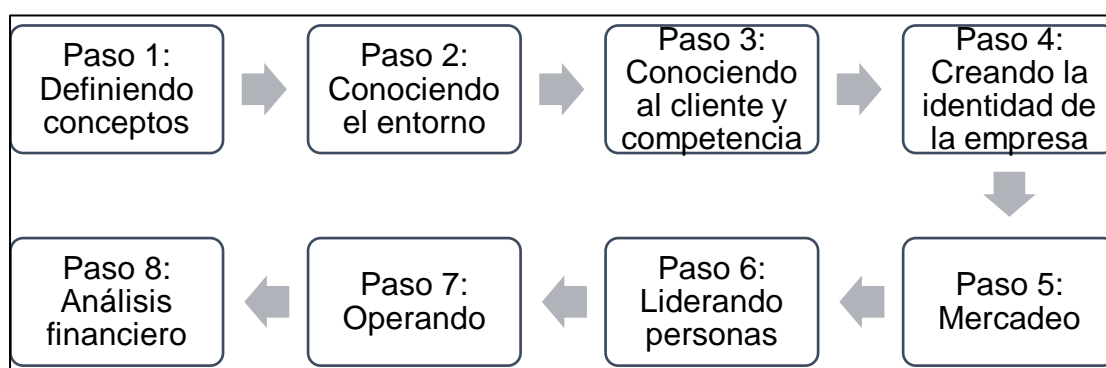 Paso 1:
Definiendo
conceptos
Paso 2:
Conociendo
el entorno
Paso 3:
Conociendo
al cliente y
competencia
Paso 4:
Creando la
identidad de
la empresa
Paso 5:
Mercadeo
Paso 6:
Liderando
personas
Paso 7:
Operando
Paso 8:
Análisis
financiero